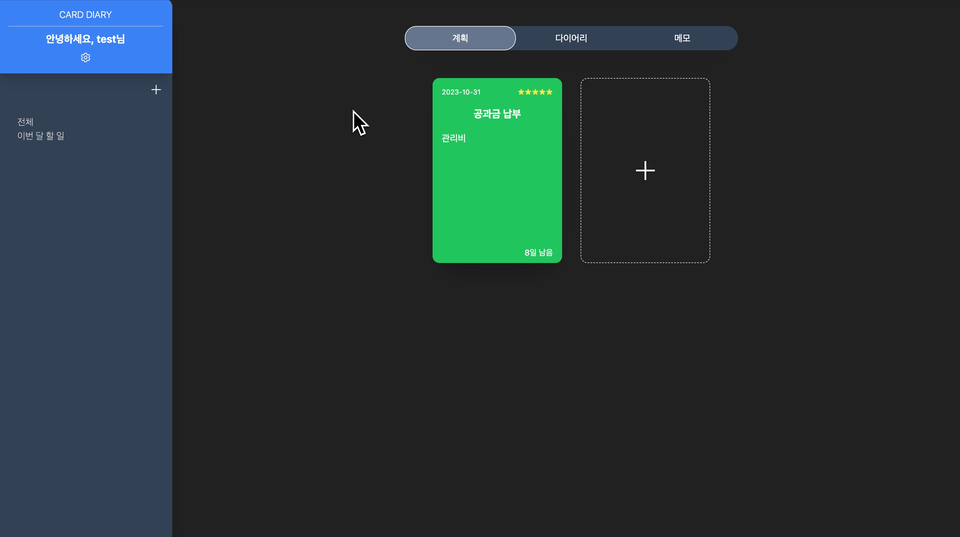 CARD DIARY
안녕하세요, test님
전체
이번 달 할 일
계획
다이어리
메모
2023-10-31 ★★★★★
공과금 납부
관리비
8일 남음